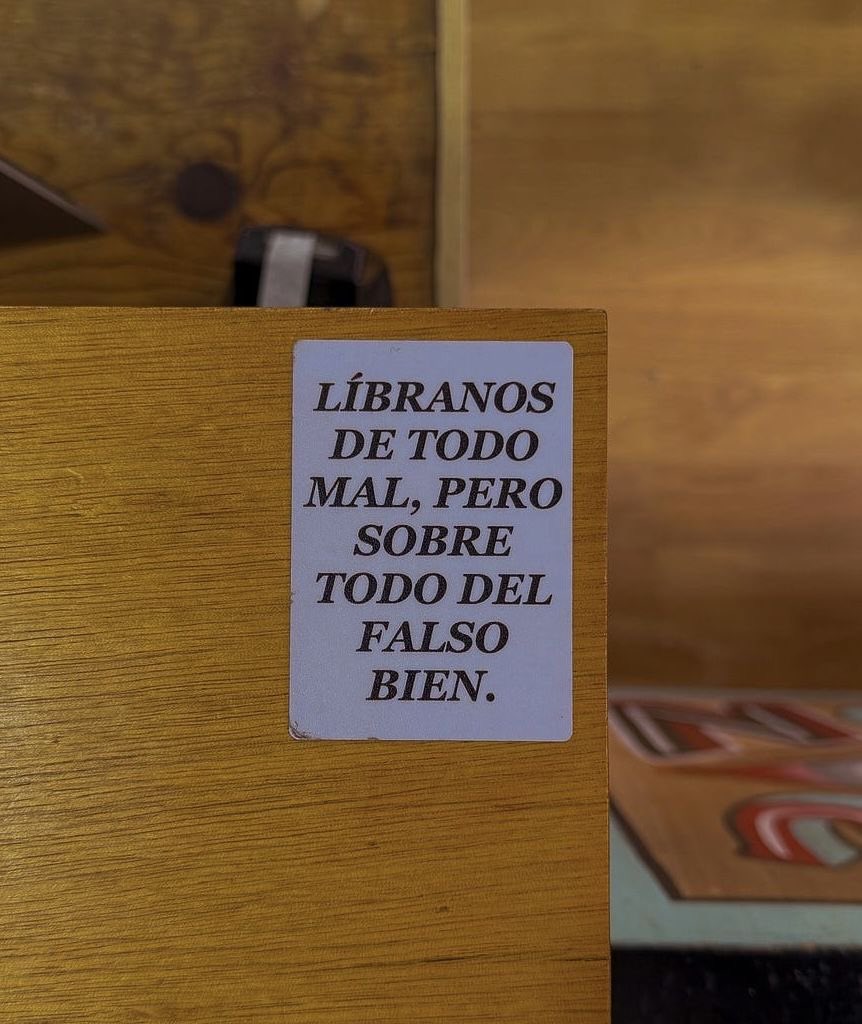 LÍBRANOS
DE TODO
MAL, PERO
SOBRE
TODO DEL
FALSO
BIEN.